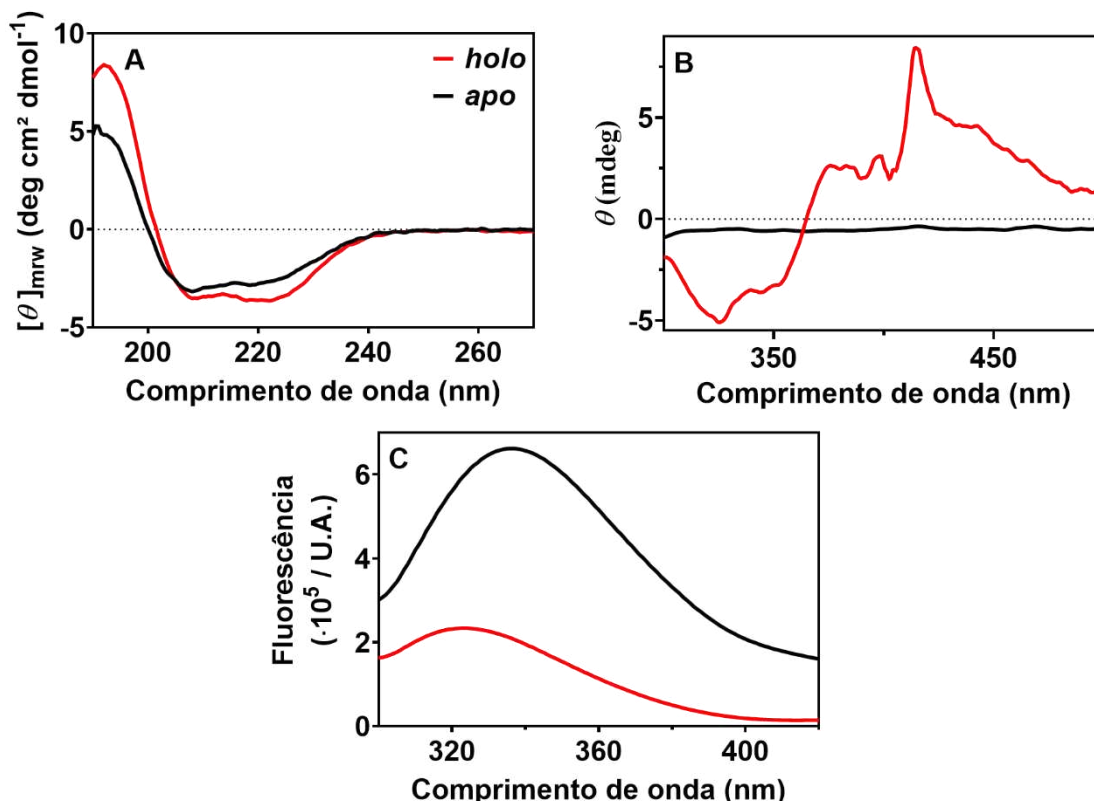 A
holo
apo
10
5
0
-5
[θ]mrw (deg cm² dmol⁻¹)
200 220 240 260
Comprimento de onda (nm)
B
5
0
-5
θ (mdeg)
350 450
Comprimento de onda (nm)
C
6
4
2
0
Fluorescência
(·10⁵ / U.A.)
320 360 400
Comprimento de onda (nm)